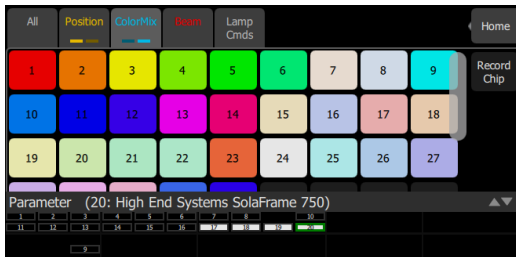 All Position ColorMix Beam Lamp Cmds Home
Record Chip
1 2 3 4 5 6 7 8 9
10 11 12 13 14 15 16 17 18
19 20 21 22 23 24 25 26 27
Parameter (20: High End Systems SolaFrame 750)
1 2 3 4 5 6 7 8 10
11 12 13 14 15 16 17 18 19 20
9